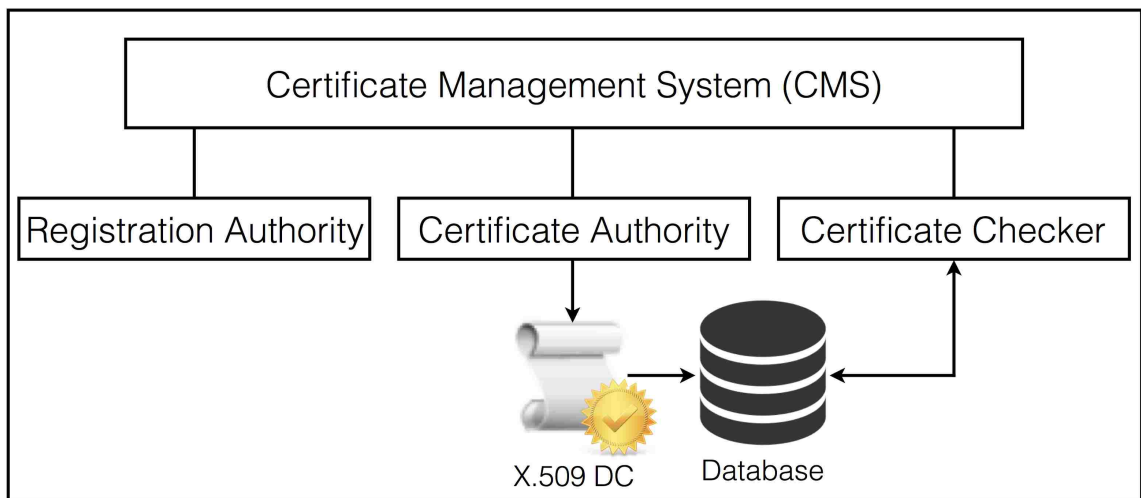 Certificate Management System (CMS)
Registration Authority
Certificate Authority
Certificate Checker
X.509 DC
Database